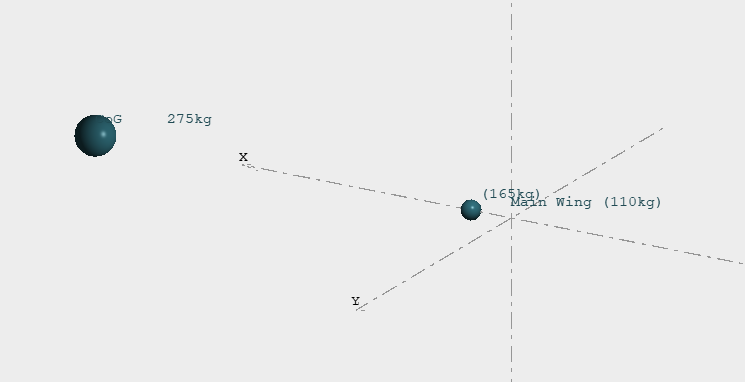 275kg
X
(165kg)
Main Wing (110kg)
Y